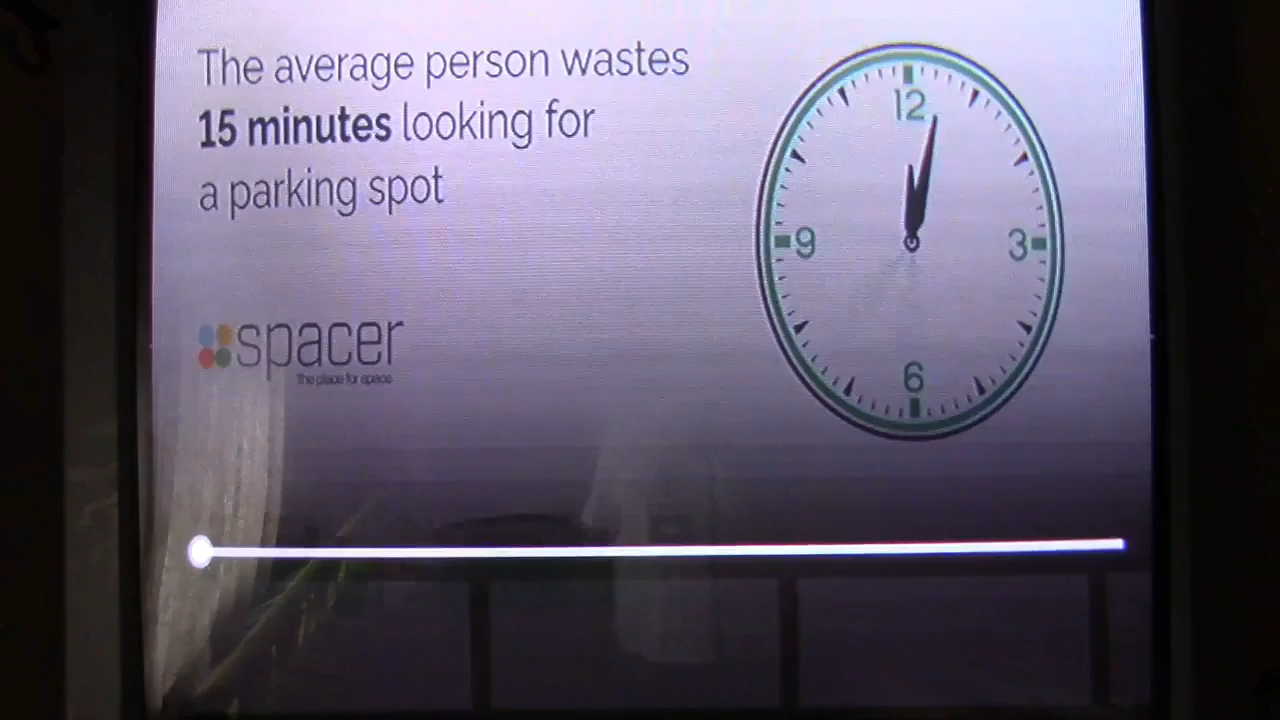 The average person wastes
15 minutes looking for
a parking spot
spacer
The place for space
12
9
3
6